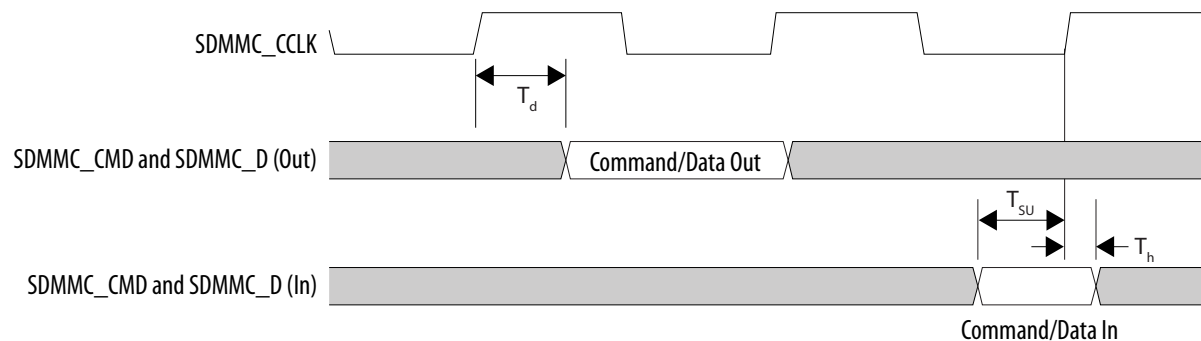 SDMMC_CCLK
T_d
SDMMC_CMD and SDMMC_D (Out)
Command/Data Out
T_SU
T_h
SDMMC_CMD and SDMMC_D (In)
Command/Data In